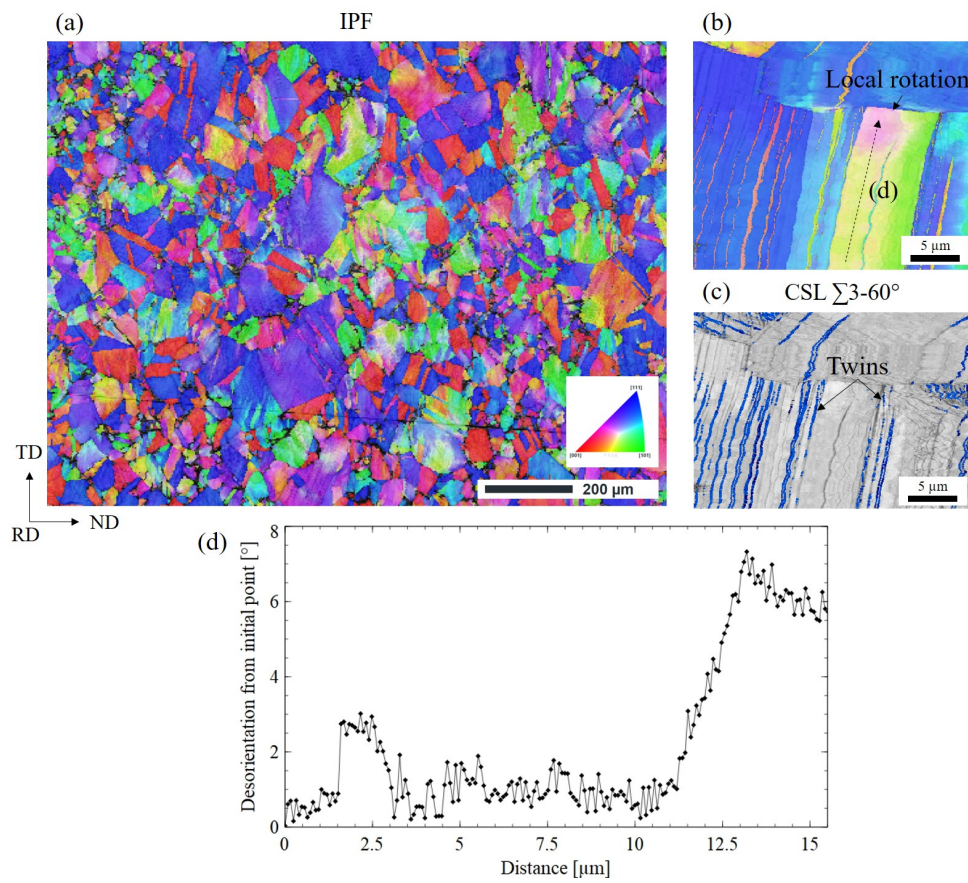 (a)
IPF
[111]
[001]
[101]
200 µm
TD
RD
ND
(b)
Local rotation
(d)
5 µm
(c)
CSL ∑3-60°
Twins
5 µm
(d)
Desorientation from initial point [°]
8
6
4
2
0
0
2.5
5
7.5
10
12.5
15
Distance [µm]